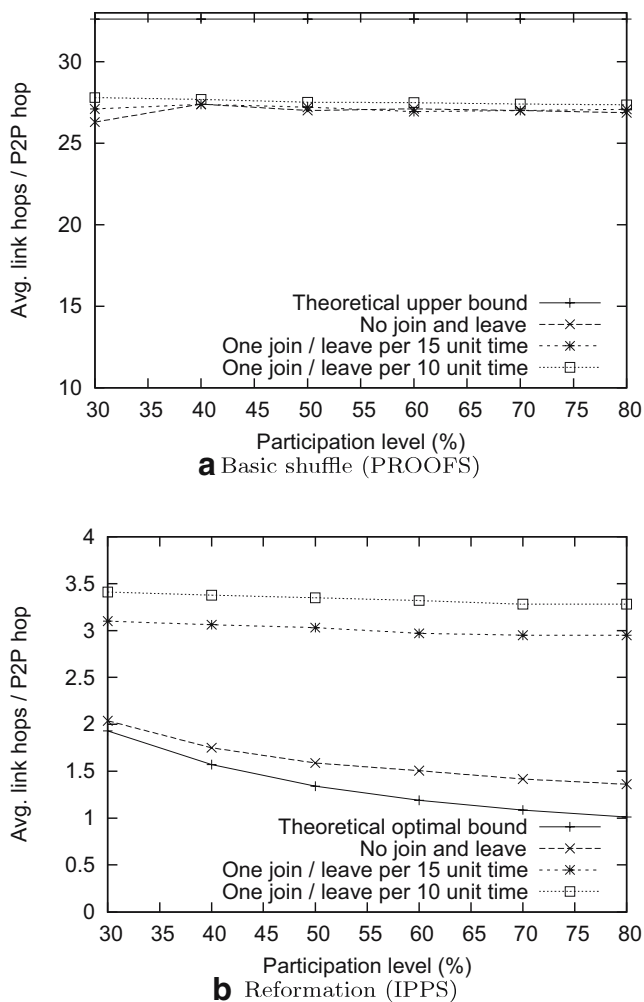 Avg. link hops / P2P hop
30
25
20
15
10
Theoretical upper bound
No join and leave
One join / leave per 15 unit time
One join / leave per 10 unit time
30 35 40 45 50 55 60 65 70 75 80
Participation level (%)
a Basic shuffle (PROOFS)
Avg. link hops / P2P hop
4
3.5
3
2.5
2
1.5
1
0.5
0
Theoretical optimal bound
No join and leave
One join / leave per 15 unit time
One join / leave per 10 unit time
30 35 40 45 50 55 60 65 70 75 80
Participation level (%)
b Reformation (IPPS)